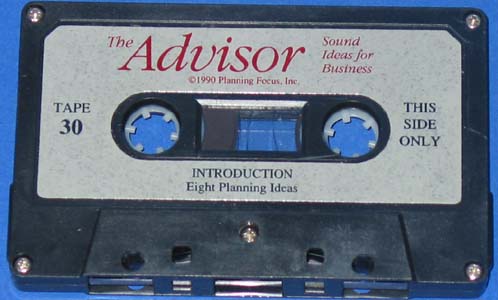 The Advisor
Sound
Ideas for
Business
©1990 Planning Focus, Inc.
TAPE
30
THIS
SIDE
ONLY
INTRODUCTION
Eight Planning Ideas